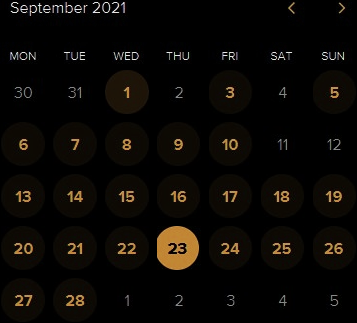 September 2021
MON TUE WED THU FRI SAT SUN
30 31 1 2 3 4 5
6 7 8 9 10 11 12
13 14 15 16 17 18 19
20 21 22 23 24 25 26
27 28 1 2 3 4 5